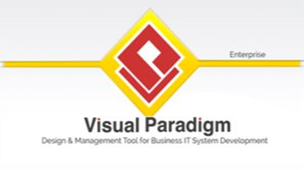 Enterprise
Visual Paradigm
Design & Management Tool for Business IT System Development